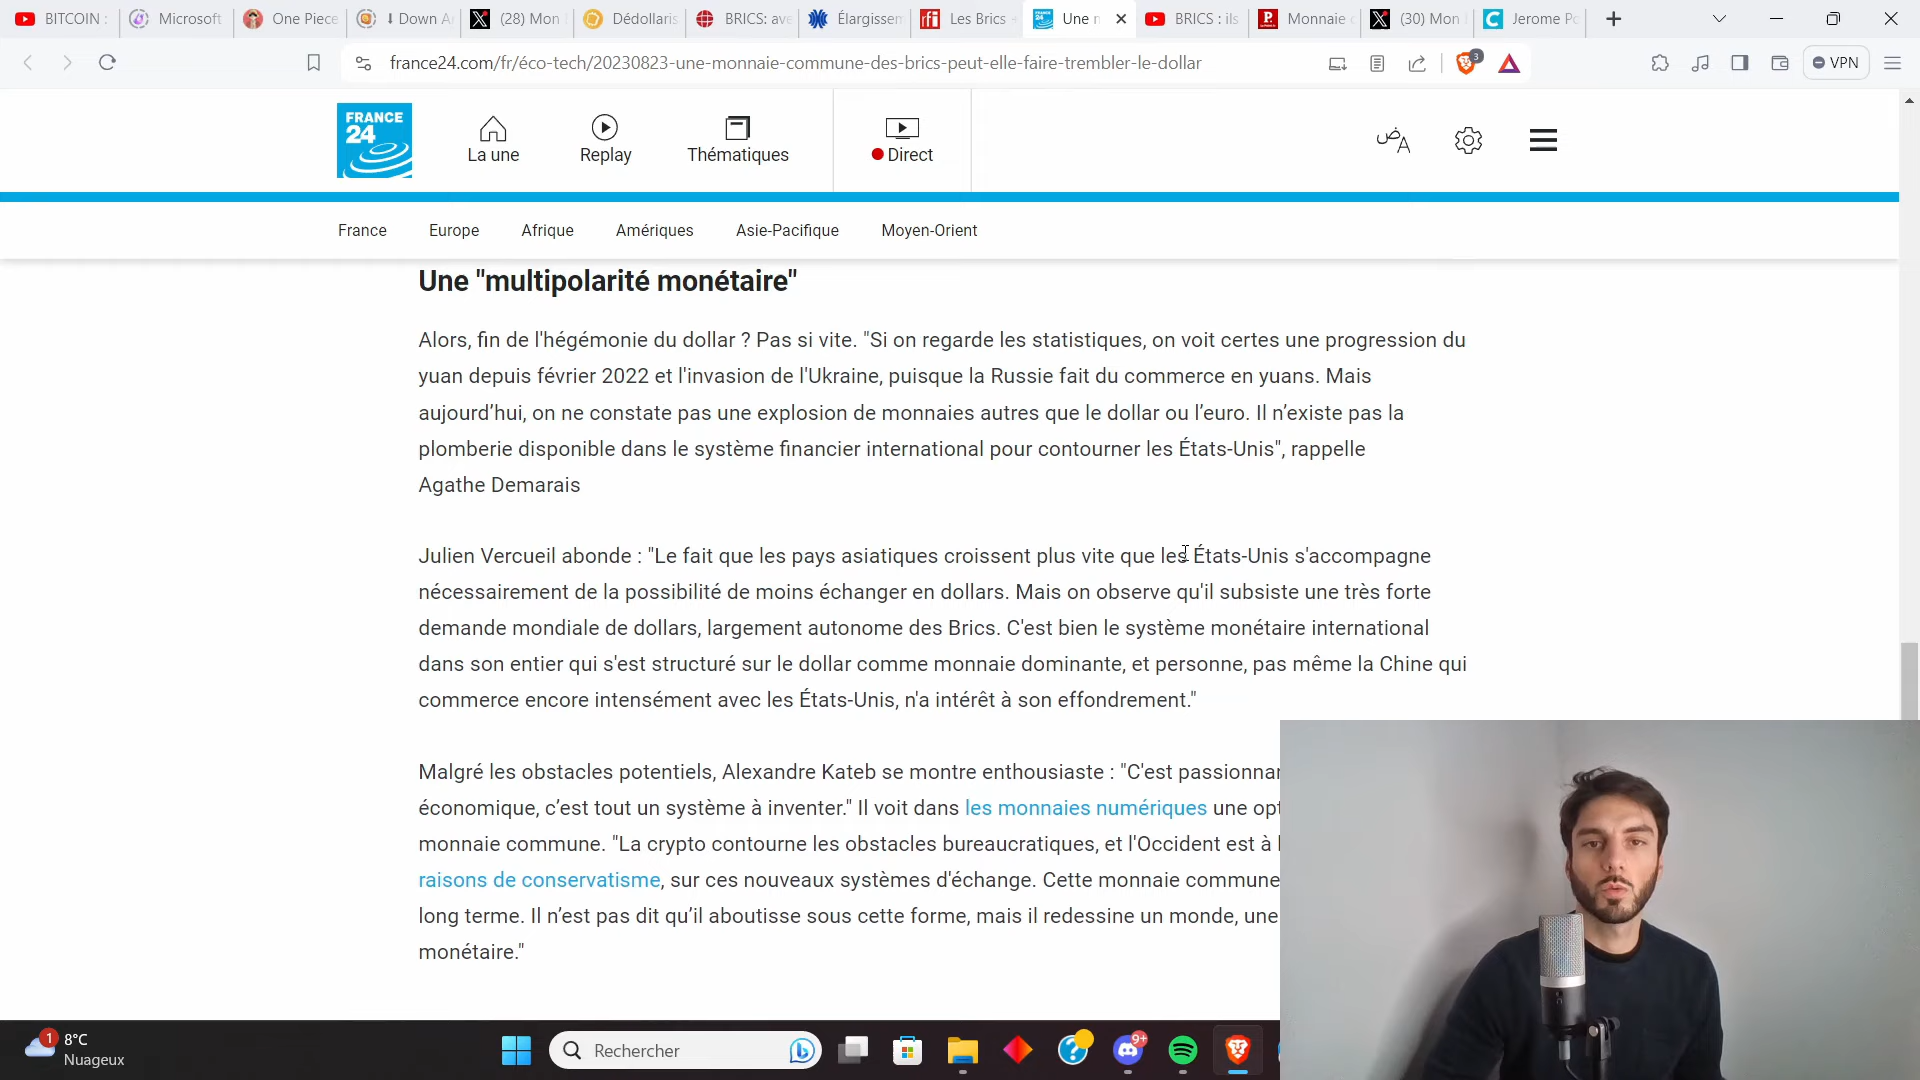 BITCOIN :
Microsoft
One Piece
Down A
(28) Mon
Dédollaris
BRICS: ave
Élargissem
Les Brics
Une n
BRICS : ils
Monnaie
(30) Mon
Jerome Po
france24.com/fr/éco-tech/20230823-une-monnaie-commune-des-brics-peut-elle-faire-trembler-le-dollar
3
VPN
FRANCE
24
La une
Replay
Thématiques
Direct
ض A
France
Europe
Afrique
Amériques
Asie-Pacifique
Moyen-Orient
Une "multipolarité monétaire"
Alors, fin de l'hégémonie du dollar ? Pas si vite. "Si on regarde les statistiques, on voit certes une progression du
yuan depuis février 2022 et l'invasion de l'Ukraine, puisque la Russie fait du commerce en yuans. Mais
aujourd’hui, on ne constate pas une explosion de monnaies autres que le dollar ou l’euro. Il n’existe pas la
plomberie disponible dans le système financier international pour contourner les États-Unis", rappelle
Agathe Demarais
Julien Vercueil abonde : "Le fait que les pays asiatiques croissent plus vite que les États-Unis s'accompagne
nécessairement de la possibilité de moins échanger en dollars. Mais on observe qu'il subsiste une très forte
demande mondiale de dollars, largement autonome des Brics. C'est bien le système monétaire international
dans son entier qui s'est structuré sur le dollar comme monnaie dominante, et personne, pas même la Chine qui
commerce encore intensément avec les États-Unis, n'a intérêt à son effondrement."
Malgré les obstacles potentiels, Alexandre Kateb se montre enthousiaste : "C'est passionnan
économique, c’est tout un système à inventer." Il voit dans les monnaies numériques une opt
monnaie commune. "La crypto contourne les obstacles bureaucratiques, et l'Occident est à
raisons de conservatisme, sur ces nouveaux systèmes d'échange. Cette monnaie commune
long terme. Il n’est pas dit qu’il aboutisse sous cette forme, mais il redessine un monde, une
monétaire."
1
8°C
Nuageux
Rechercher
9+